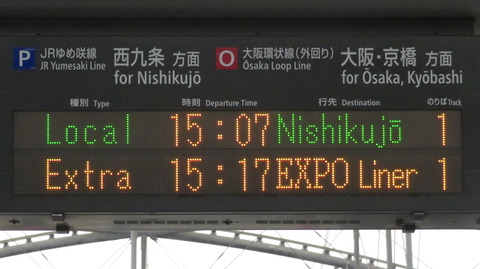 P JRゆめ咲線 西九条 方面 O 大阪環状線(外回り) 大阪・京橋 方面
JR Yumesaki Line for Nishikujō Ōsaka Loop Line for Ōsaka, Kyōbashi
種別 Type 時刻 Departure Time 行先 Destination のりば Track
Local 15:07 Nishikujō 1
Extra 15:17 EXPO Liner 1